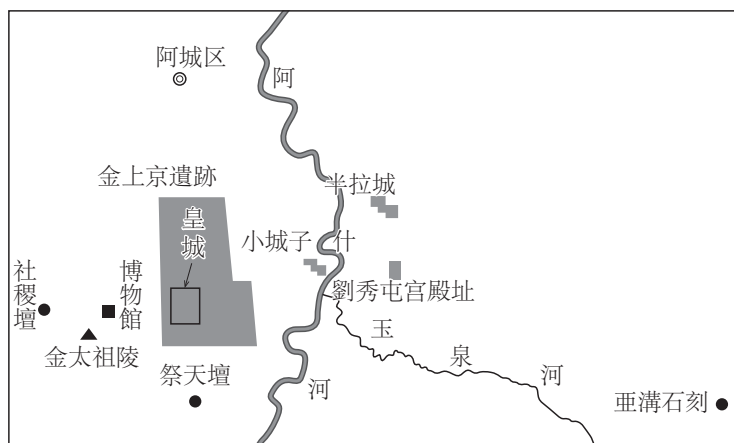 阿城区
阿
金上京遺跡
半拉城
皇城
小城子
什
社稷壇
博物館
劉秀屯宮殿址
金太祖陵
玉
泉
祭天壇
河
河
亜溝石刻